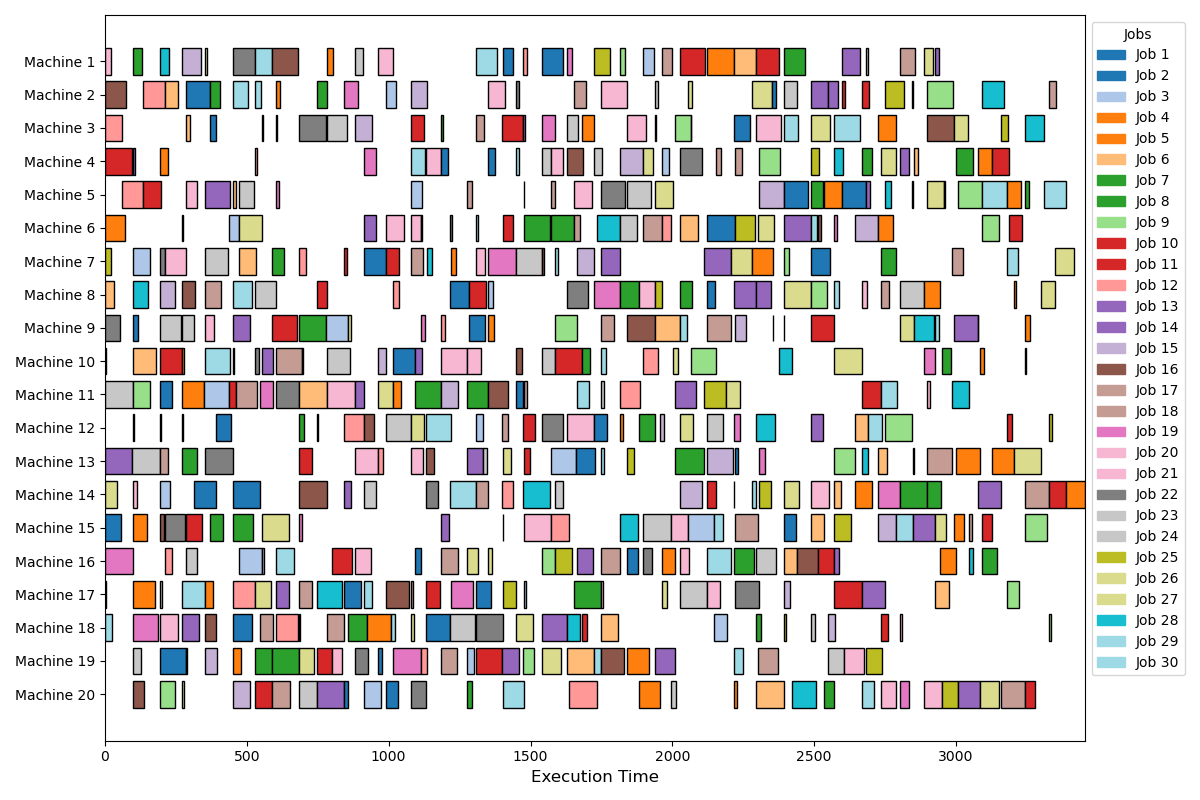 Machine 1
Machine 2
Machine 3
Machine 4
Machine 5
Machine 6
Machine 7
Machine 8
Machine 9
Machine 10
Machine 11
Machine 12
Machine 13
Machine 14
Machine 15
Machine 16
Machine 17
Machine 18
Machine 19
Machine 20
0 500 1000 1500 2000 2500 3000
Execution Time
Jobs
Job 1
Job 2
Job 3
Job 4
Job 5
Job 6
Job 7
Job 8
Job 9
Job 10
Job 11
Job 12
Job 13
Job 14
Job 15
Job 16
Job 17
Job 18
Job 19
Job 20
Job 21
Job 22
Job 23
Job 24
Job 25
Job 26
Job 27
Job 28
Job 29
Job 30